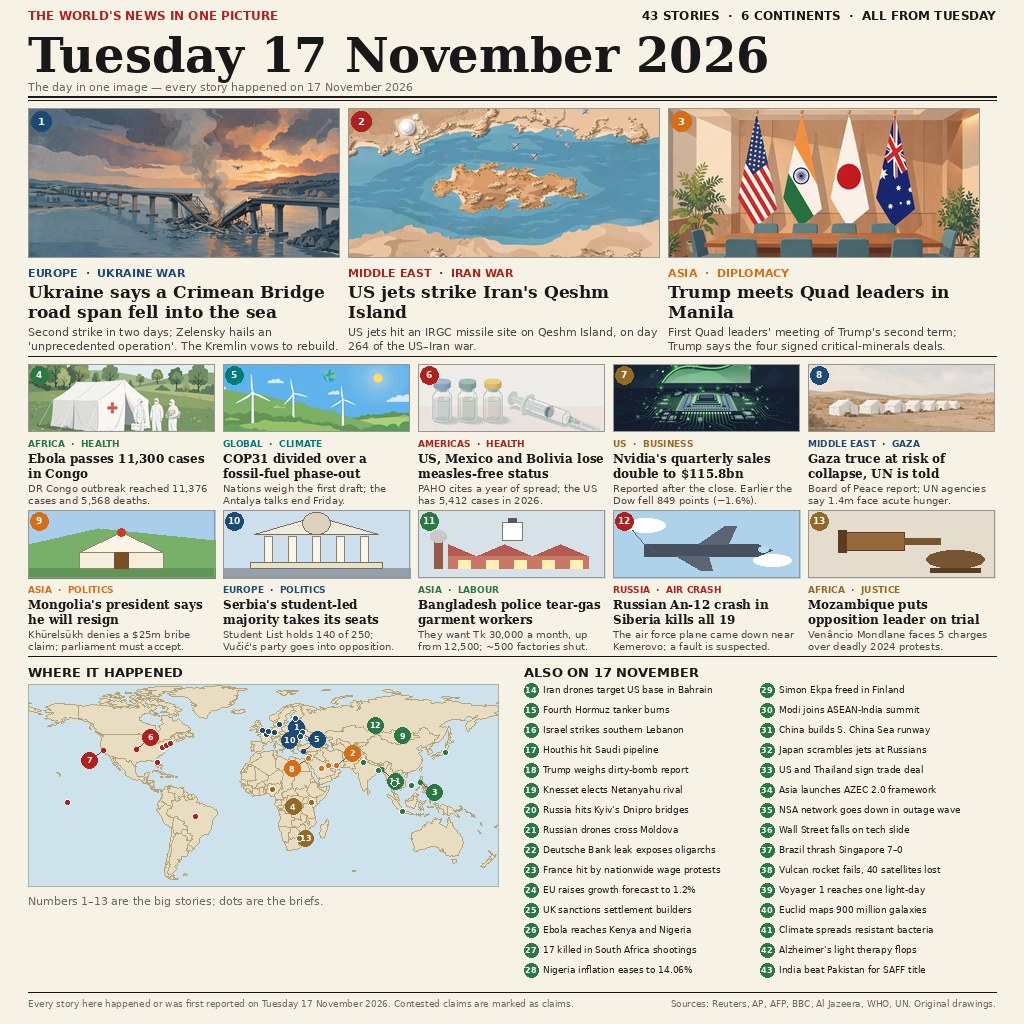 THE WORLD'S NEWS IN ONE PICTURE
43 STORIES · 6 CONTINENTS · ALL FROM TUESDAY
Tuesday 17 November 2026
The day in one image — every story happened on 17 November 2026
1
EUROPE · UKRAINE WAR
Ukraine says a Crimean Bridge
road span fell into the sea
Second strike in two days; Zelensky hails an
'unprecedented operation'. The Kremlin vows to rebuild.
2
MIDDLE EAST · IRAN WAR
US jets strike Iran's Qeshm
Island
US jets hit an IRGC missile site on Qeshm Island, on day
264 of the US–Iran war.
3
ASIA · DIPLOMACY
Trump meets Quad leaders in
Manila
First Quad leaders' meeting of Trump's second term;
Trump says the four signed critical-minerals deals.
4
AFRICA · HEALTH
Ebola passes 11,300 cases
in Congo
DR Congo outbreak reached 11,376
cases and 5,568 deaths.
5
GLOBAL · CLIMATE
COP31 divided over a
fossil-fuel phase-out
Nations weigh the first draft; the
Antalya talks end Friday.
6
AMERICAS · HEALTH
US, Mexico and Bolivia lose
measles-free status
PAHO cites a year of spread; the US
has 5,412 cases in 2026.
7
US · BUSINESS
Nvidia's quarterly sales
double to $115.8bn
Reported after the close. Earlier the
Dow fell 849 points (−1.6%).
8
MIDDLE EAST · GAZA
Gaza truce at risk of
collapse, UN is told
Board of Peace report; UN agencies
say 1.4m face acute hunger.
9
ASIA · POLITICS
Mongolia's president says
he will resign
Khürelsükh denies a $25m bribe
claim; parliament must accept.
10
EUROPE · POLITICS
Serbia's student-led
majority takes its seats
Student List holds 140 of 250;
Vučić's party goes into opposition.
11
ASIA · LABOUR
Bangladesh police tear-gas
garment workers
They want Tk 30,000 a month, up
from 12,500; ~500 factories shut.
12
RUSSIA · AIR CRASH
Russian An-12 crash in
Siberia kills all 19
The air force plane came down near
Kemerovo; a fault is suspected.
13
AFRICA · JUSTICE
Mozambique puts
opposition leader on trial
Venâncio Mondlane faces 5 charges
over deadly 2024 protests.
WHERE IT HAPPENED
6
7
1
10
5
12
9
2
8
11
3
4
13
Numbers 1–13 are the big stories; dots are the briefs.
ALSO ON 17 NOVEMBER
14 Iran drones target US base in Bahrain
15 Fourth Hormuz tanker burns
16 Israel strikes southern Lebanon
17 Houthis hit Saudi pipeline
18 Trump weighs dirty-bomb report
19 Knesset elects Netanyahu rival
20 Russia hits Kyiv's Dnipro bridges
21 Russian drones cross Moldova
22 Deutsche Bank leak exposes oligarchs
23 France hit by nationwide wage protests
24 EU raises growth forecast to 1.2%
25 UK sanctions settlement builders
26 Ebola reaches Kenya and Nigeria
27 17 killed in South Africa shootings
28 Nigeria inflation eases to 14.06%
29 Simon Ekpa freed in Finland
30 Modi joins ASEAN-India summit
31 China builds S. China Sea runway
32 Japan scrambles jets at Russians
33 US and Thailand sign trade deal
34 Asia launches AZEC 2.0 framework
35 NSA network goes down in outage wave
36 Wall Street falls on tech slide
37 Brazil thrash Singapore 7–0
38 Vulcan rocket fails, 40 satellites lost
39 Voyager 1 reaches one light-day
40 Euclid maps 900 million galaxies
41 Climate spreads resistant bacteria
42 Alzheimer's light therapy flops
43 India beat Pakistan for SAFF title
Every story here happened or was first reported on Tuesday 17 November 2026. Contested claims are marked as claims.
Sources: Reuters, AP, AFP, BBC, Al Jazeera, WHO, UN. Original drawings.